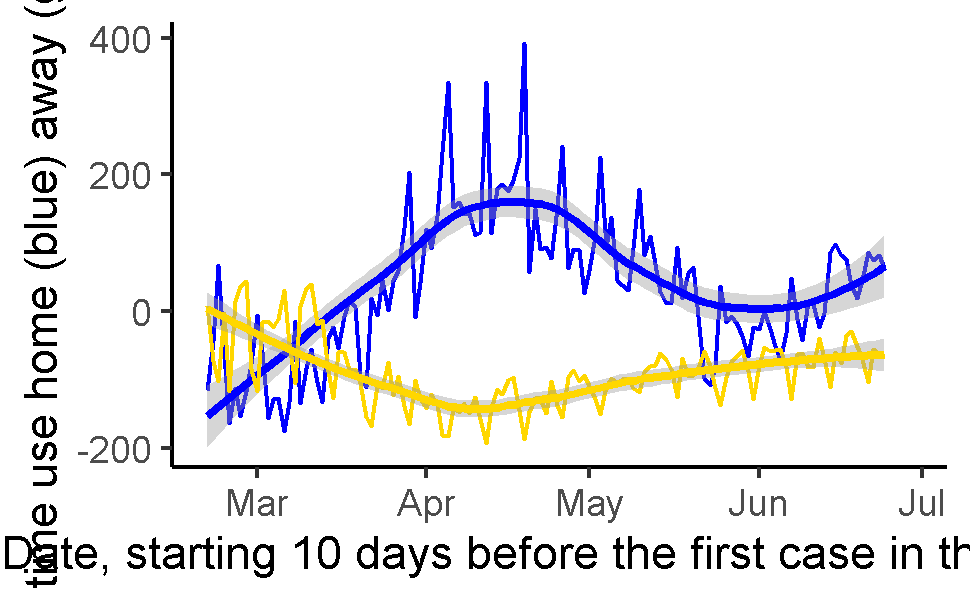 time use home (blue) away (
400
200
0
-200
Mar Apr May Jun Jul
Date, starting 10 days before the first case in th